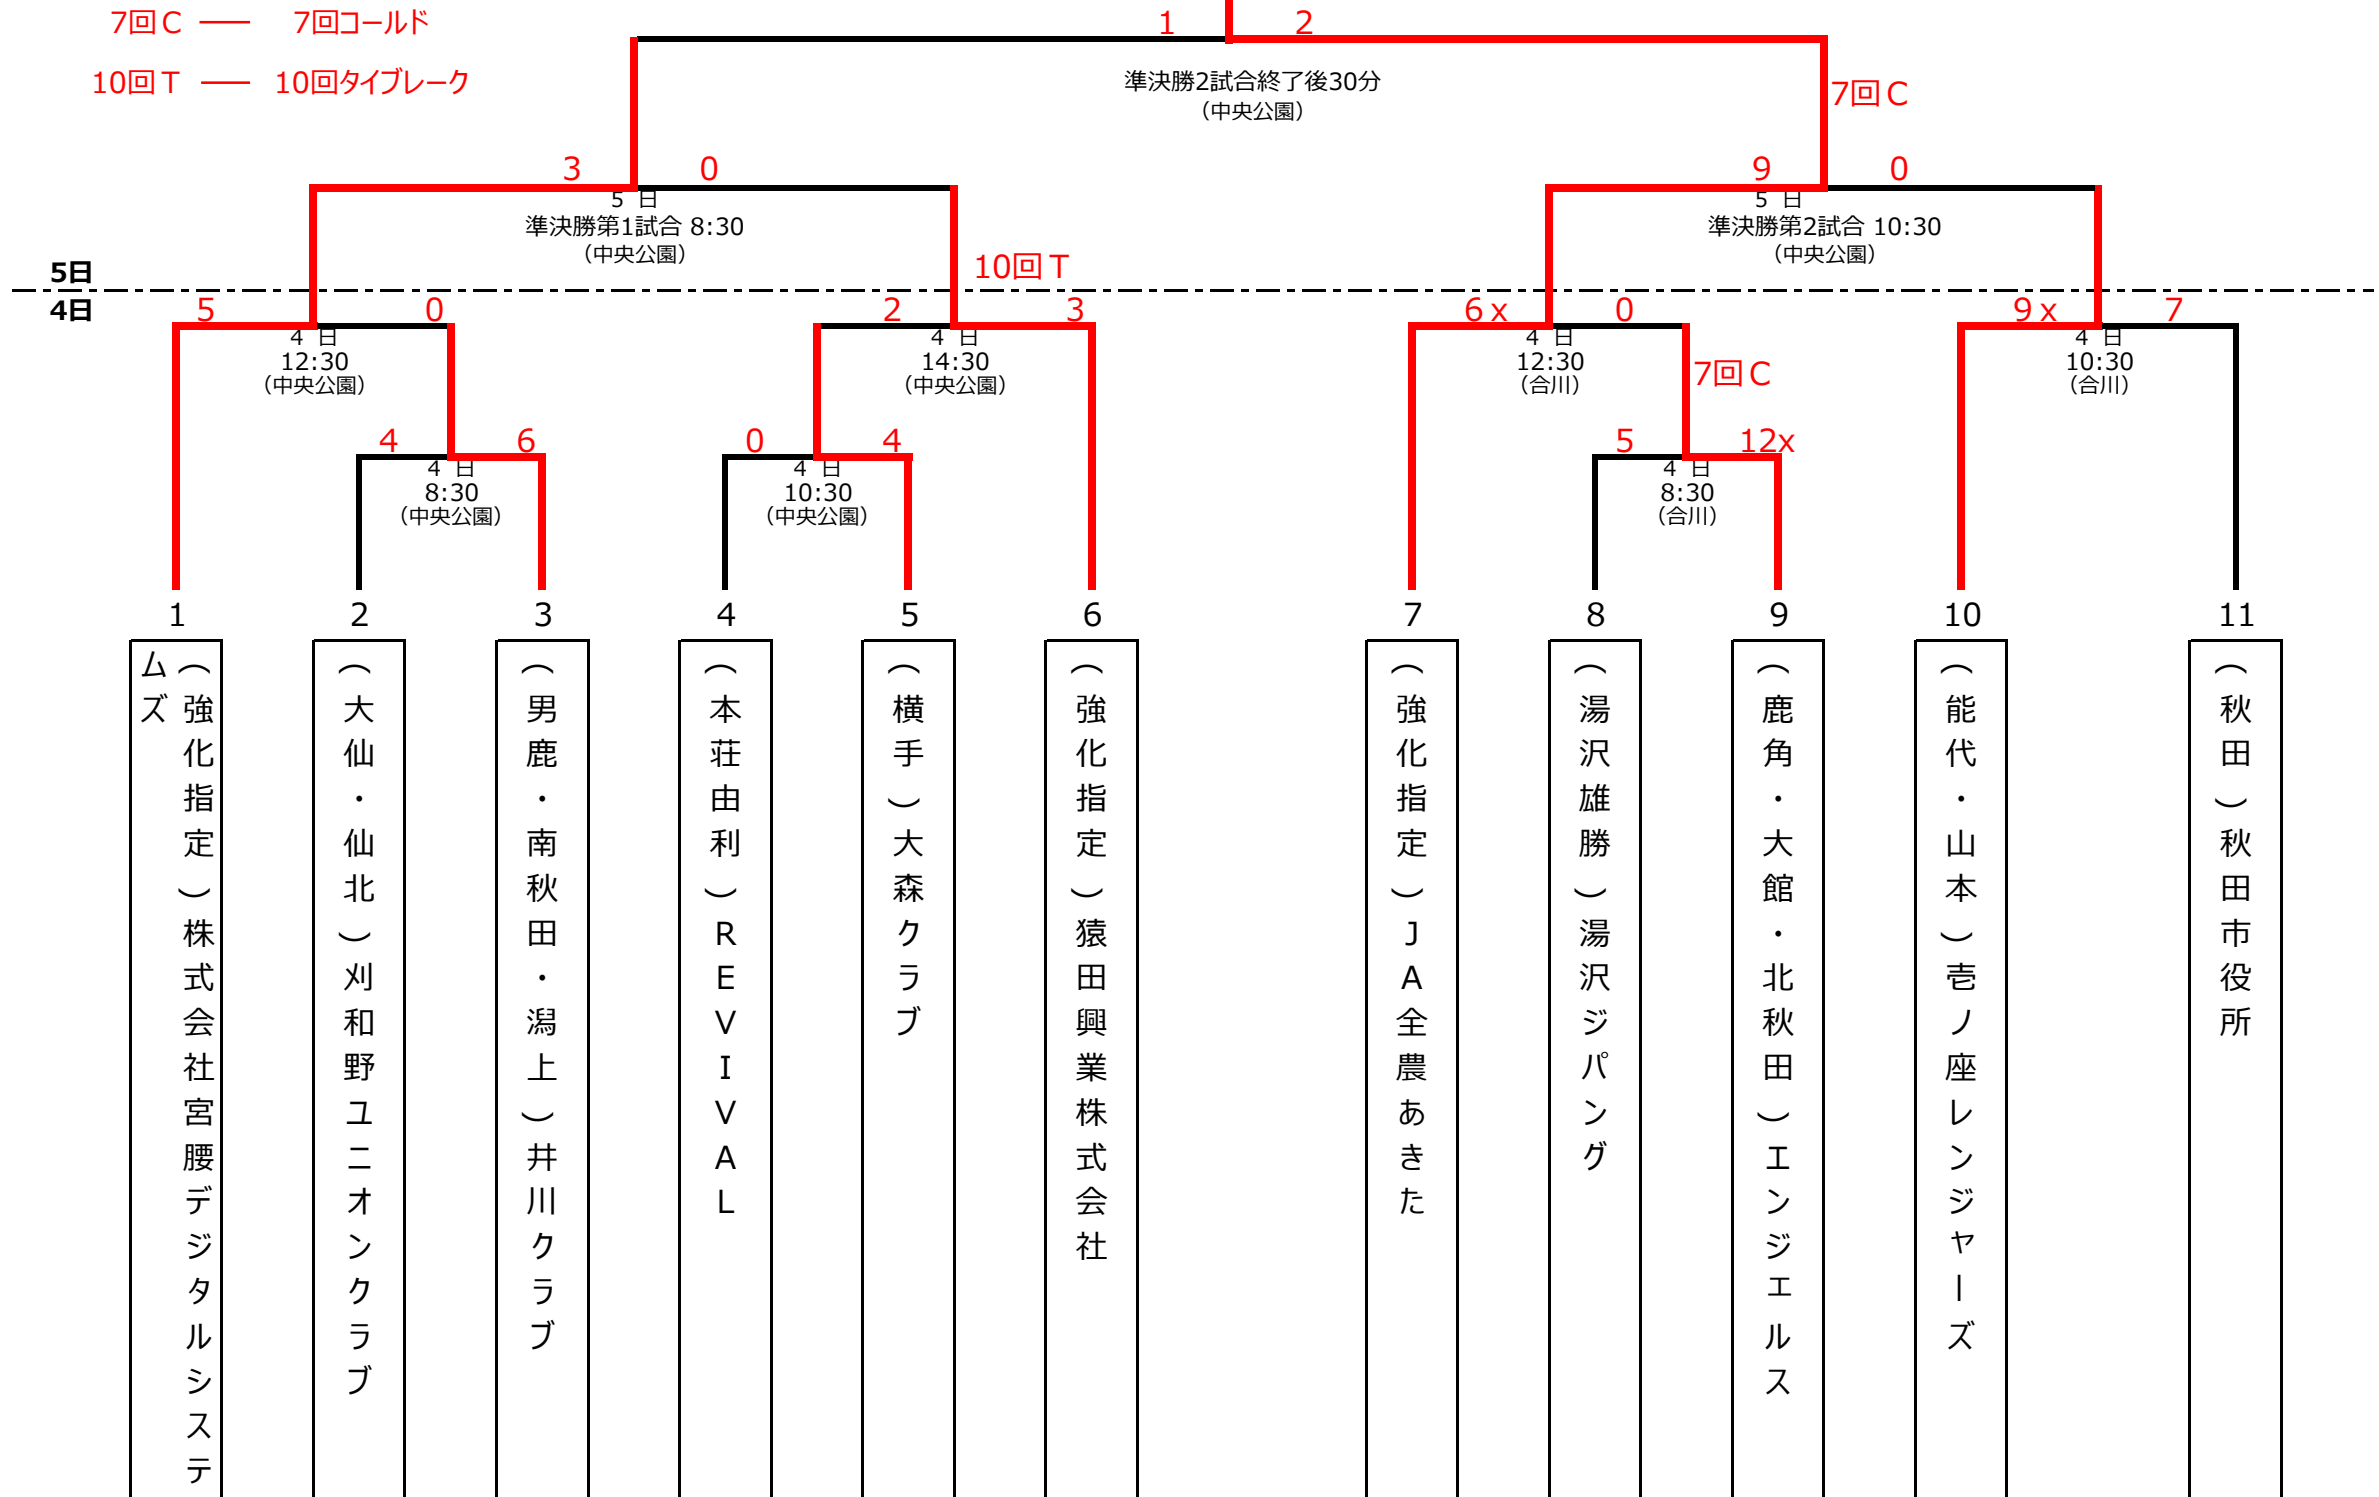 7回C ── 7回コールド
1 2
10回T ── 10回タイブレーク
準決勝2試合終了後30分
（中央公園）
7回C
3 0
5 日
準決勝第1試合 8:30
（中央公園）
9 0
5 日
準決勝第2試合 10:30
（中央公園）
10回T
5日
4日
5 0
4 日
12:30
（中央公園）
2 3
4 日
14:30
（中央公園）
6x 0
4 日
12:30
（合川）
7回C
9x 7
4 日
10:30
（合川）
4 6
4 日
8:30
（中央公園）
0 4
4 日
10:30
（中央公園）
5 12x
4 日
8:30
（合川）
1 2 3 4 5 6 7 8 9 10 11
（強化指定）株式会社宮腰デジタルシステ
ムズ
（大仙・仙北）刈和野ユニオンクラブ
（男鹿・南秋田・潟上）井川クラブ
（本荘由利）REVIVAL
（横手）大森クラブ
（強化指定）猿田興業株式会社
（強化指定）JA全農あきた
（湯沢雄勝）湯沢ジパング
（鹿角・大館・北秋田）エンジェルス
（能代・山本）壱ノ座レンジャーズ
（秋田）秋田市役所